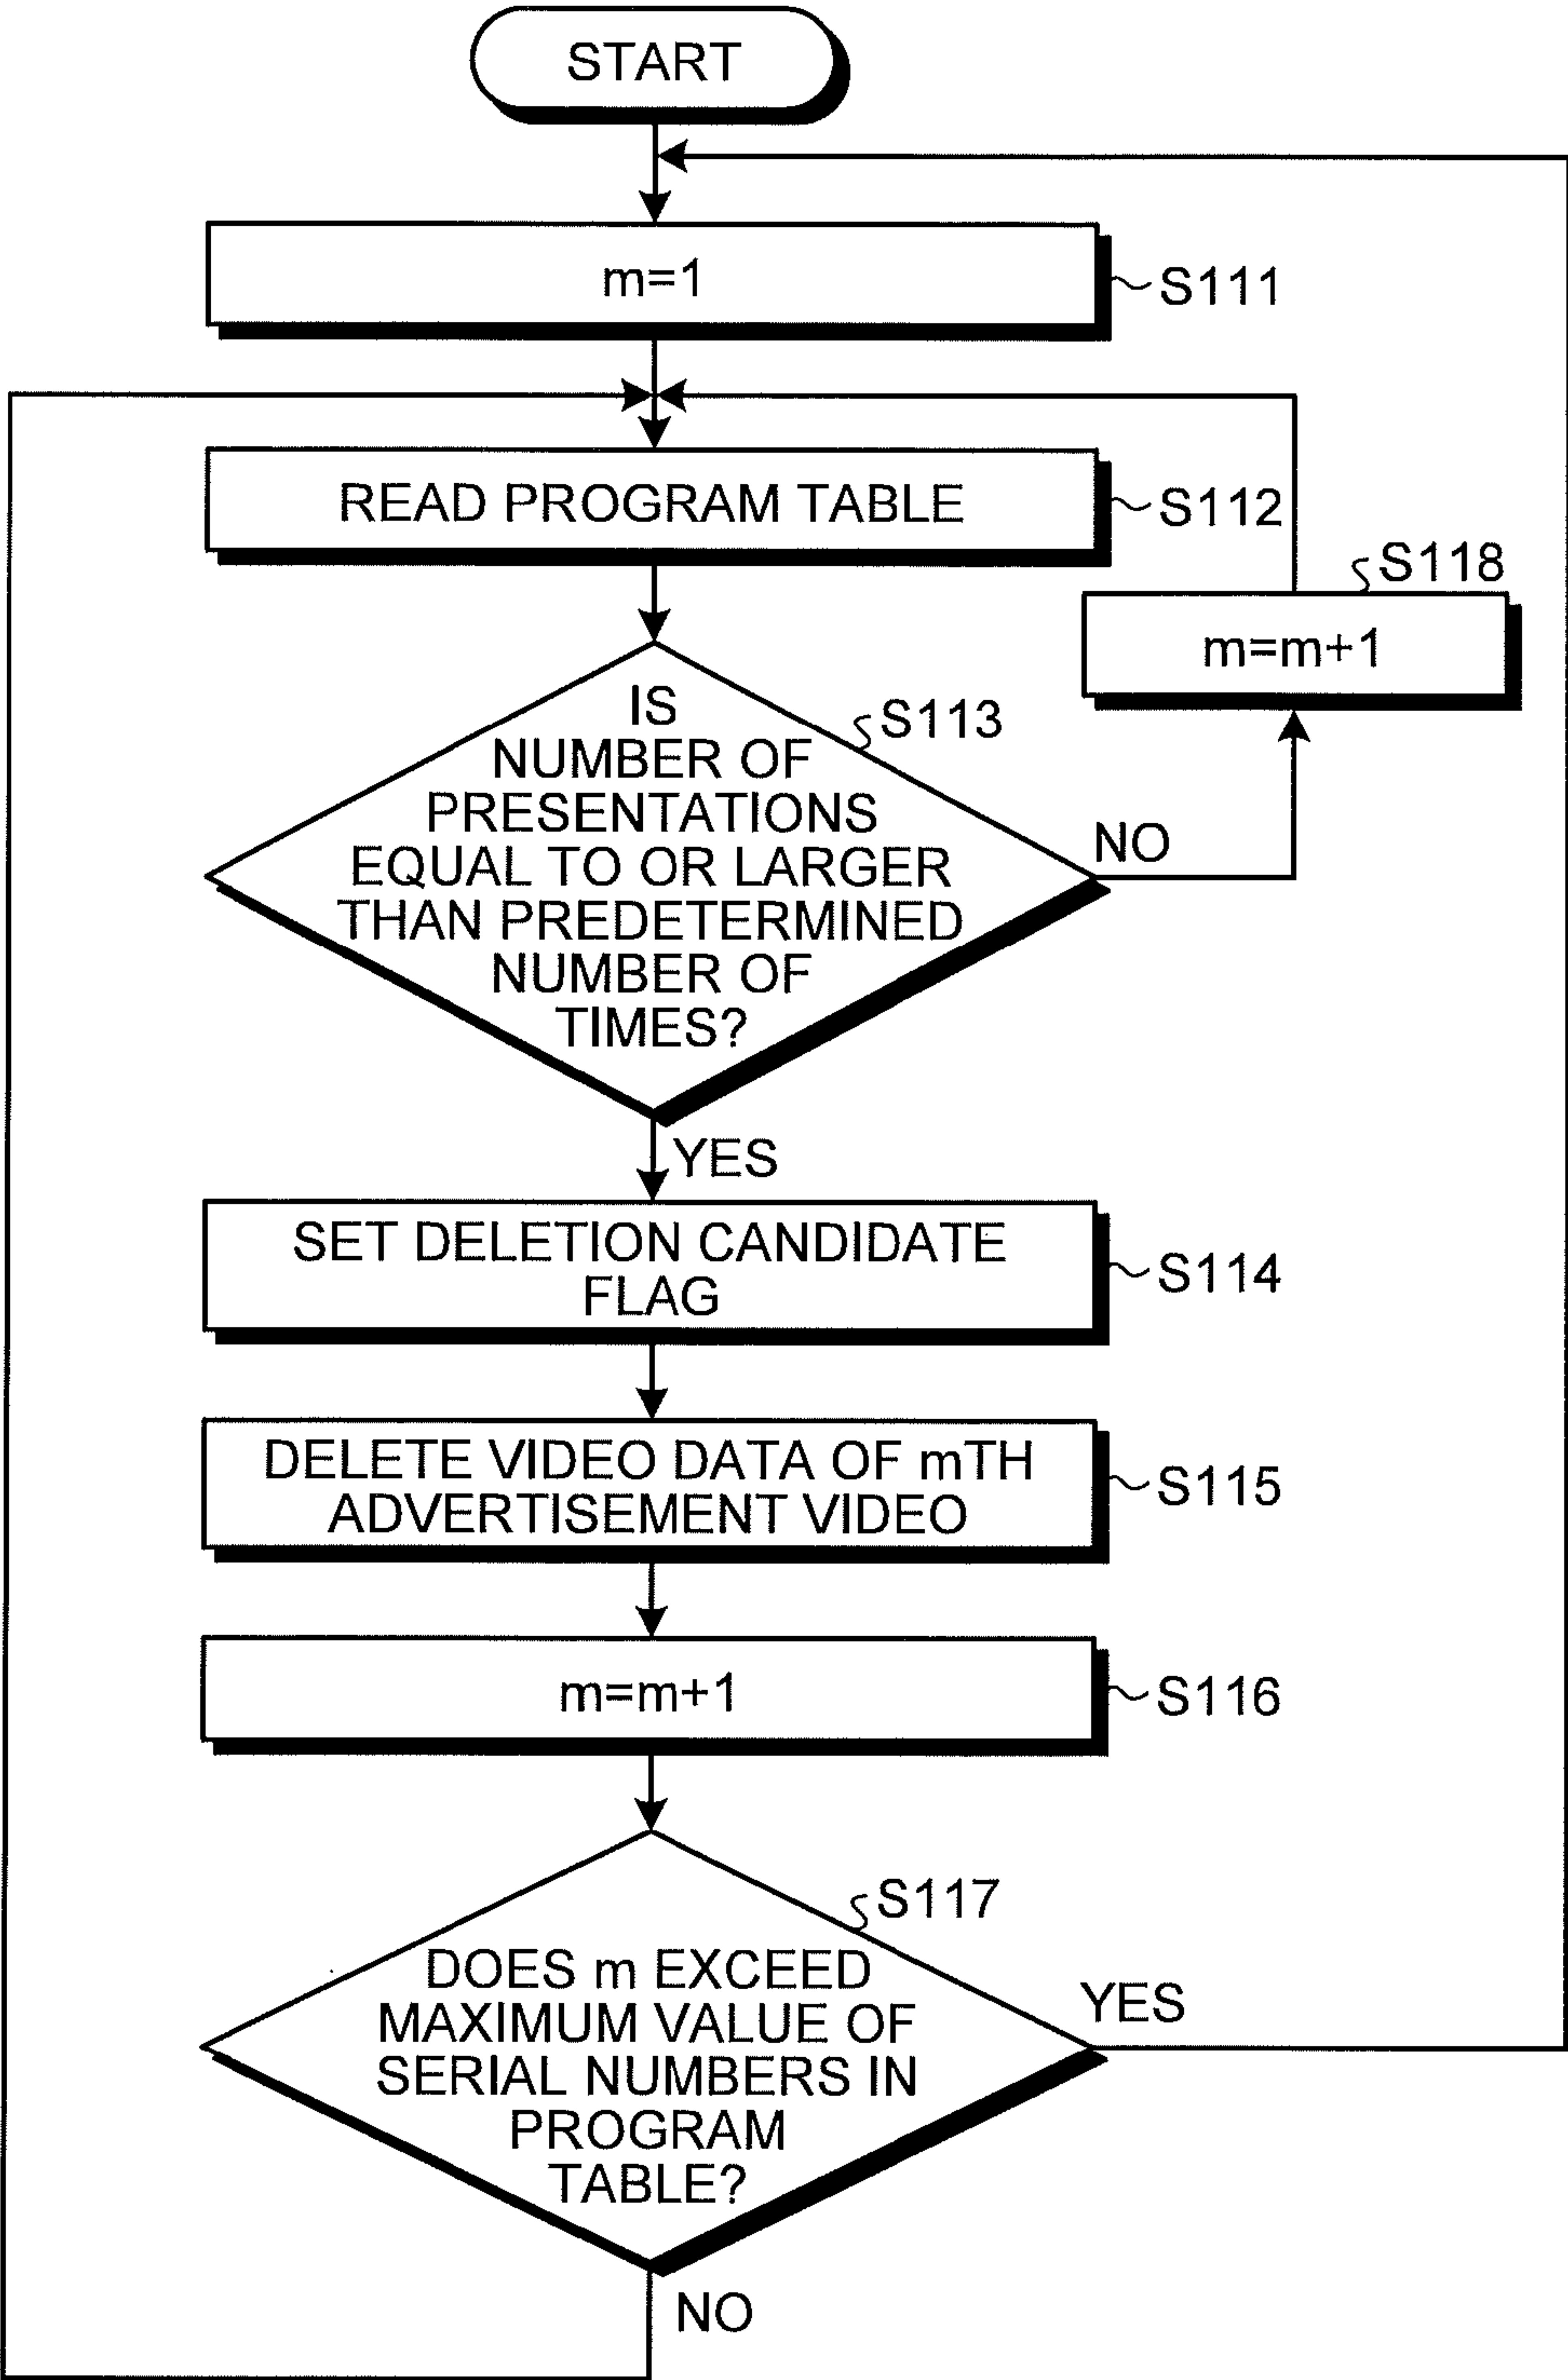 START
m=1
S111
READ PROGRAM TABLE
S112
S118
m=m+1
IS
NUMBER OF
PRESENTATIONS
EQUAL TO OR LARGER
THAN PREDETERMINED
NUMBER OF
TIMES?
S113
NO
YES
SET DELETION CANDIDATE
FLAG
S114
DELETE VIDEO DATA OF mTH
ADVERTISEMENT VIDEO
S115
m=m+1
S116
S117
DOES m EXCEED
MAXIMUM VALUE OF
SERIAL NUMBERS IN
PROGRAM
TABLE?
YES
NO